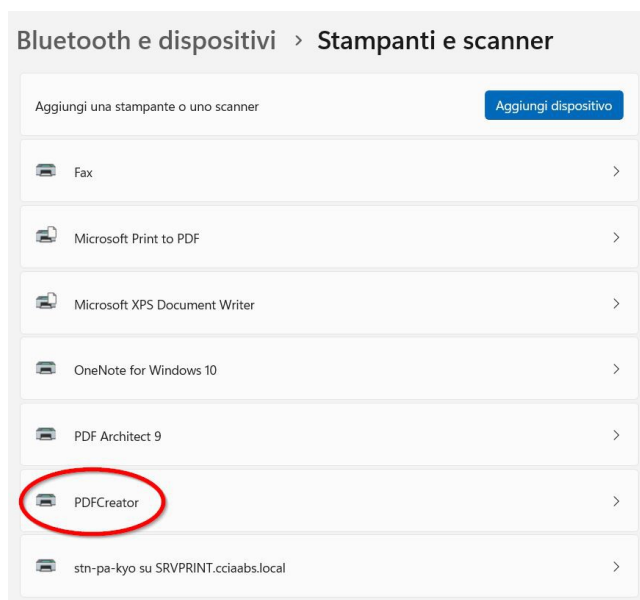 Bluetooth e dispositivi > Stampanti e scanner
Aggiungi una stampante o uno scanner Aggiungi dispositivo
Fax
Microsoft Print to PDF
Microsoft XPS Document Writer
OneNote for Windows 10
PDF Architect 9
PDFCreator
stn-pa-kyo su SRVPRINT.cciaabs.local